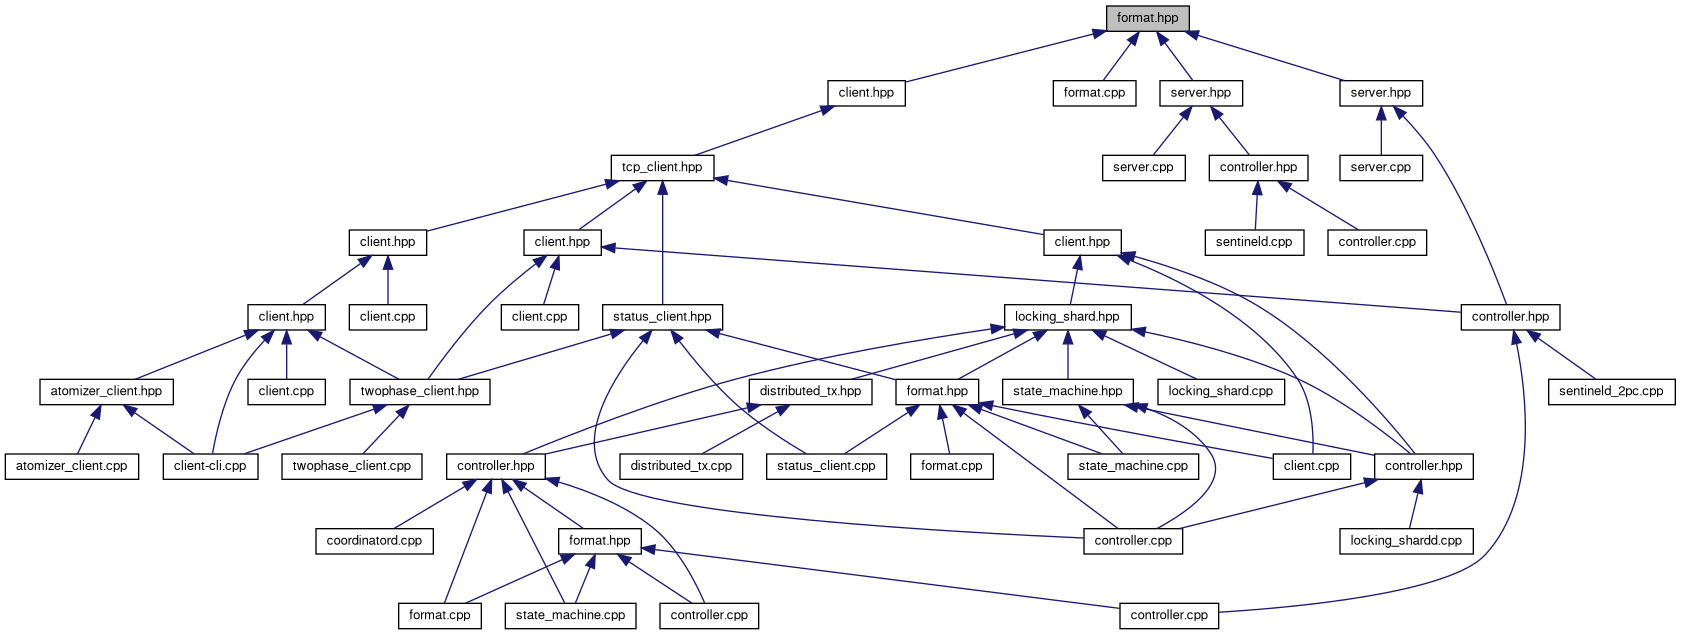 format.hpp
client.hpp
format.cpp
server.hpp
server.hpp
tcp_client.hpp
server.cpp
controller.hpp
server.cpp
client.hpp
client.hpp
client.hpp
sentineld.cpp
controller.cpp
client.hpp
client.cpp
client.cpp
status_client.hpp
locking_shard.hpp
controller.hpp
atomizer_client.hpp
client.cpp
twophase_client.hpp
distributed_tx.hpp
format.hpp
state_machine.hpp
locking_shard.cpp
sentineld_2pc.cpp
atomizer_client.cpp
client-cli.cpp
twophase_client.cpp
controller.hpp
distributed_tx.cpp
status_client.cpp
format.cpp
state_machine.cpp
client.cpp
controller.hpp
coordinatord.cpp
format.hpp
controller.cpp
locking_shardd.cpp
format.cpp
state_machine.cpp
controller.cpp
controller.cpp